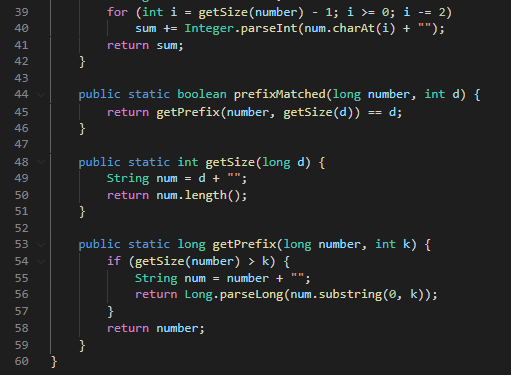 39 for (int i = getSize(number) - 1; i >= 0; i -= 2)
40 sum += Integer.parseInt(num.charAt(i) + "");
41 return sum;
42 }
43
44 public static boolean prefixMatched(long number, int d) {
45 return getPrefix(number, getSize(d)) == d;
46 }
47
48 public static int getSize(long d) {
49 String num = d + "";
50 return num.length();
51 }
52
53 public static long getPrefix(long number, int k) {
54 if (getSize(number) > k) {
55 String num = number + "";
56 return Long.parseLong(num.substring(0, k));
57 }
58 return number;
59 }
60 }